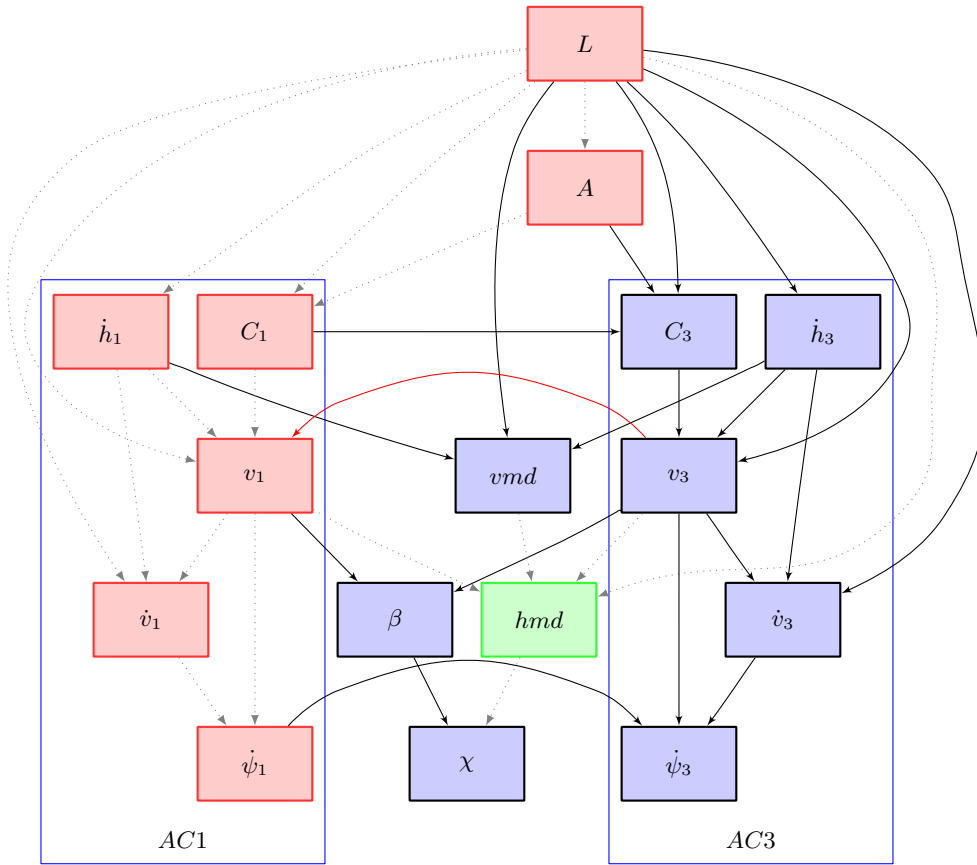 L
A
ḣ₁ C₁ C₃ ḣ₃
v₁ vmd v₃
v̇₁ β hmd v̇₃
ψ̇₁ χ ψ̇₃
AC1 AC3